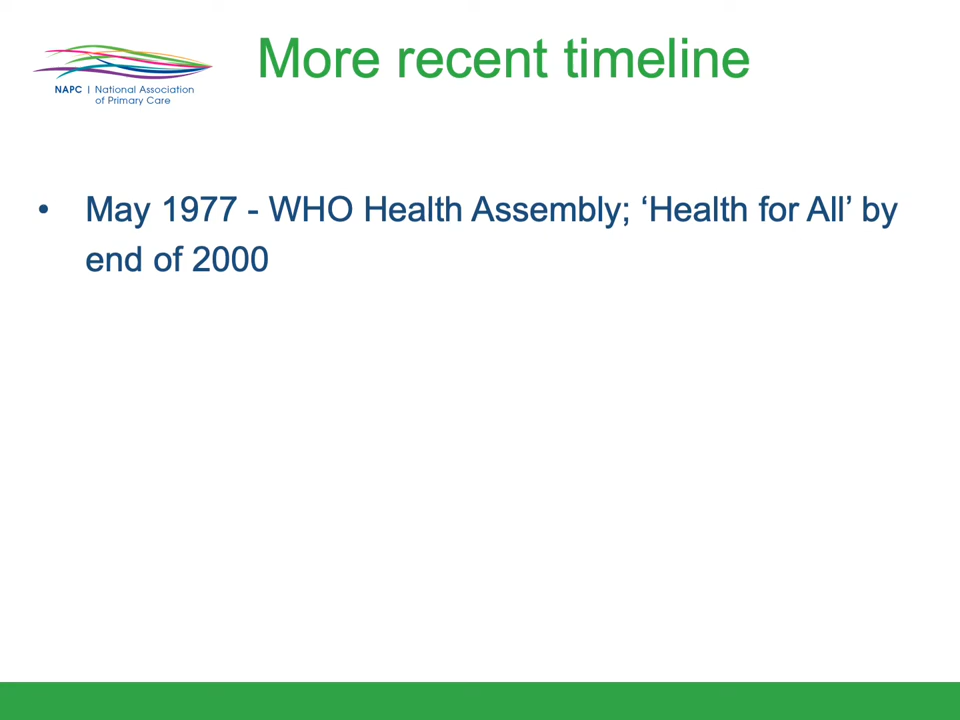 More recent timeline
NAPC | National Association
of Primary Care
• May 1977 - WHO Health Assembly; ‘Health for All’ by
end of 2000